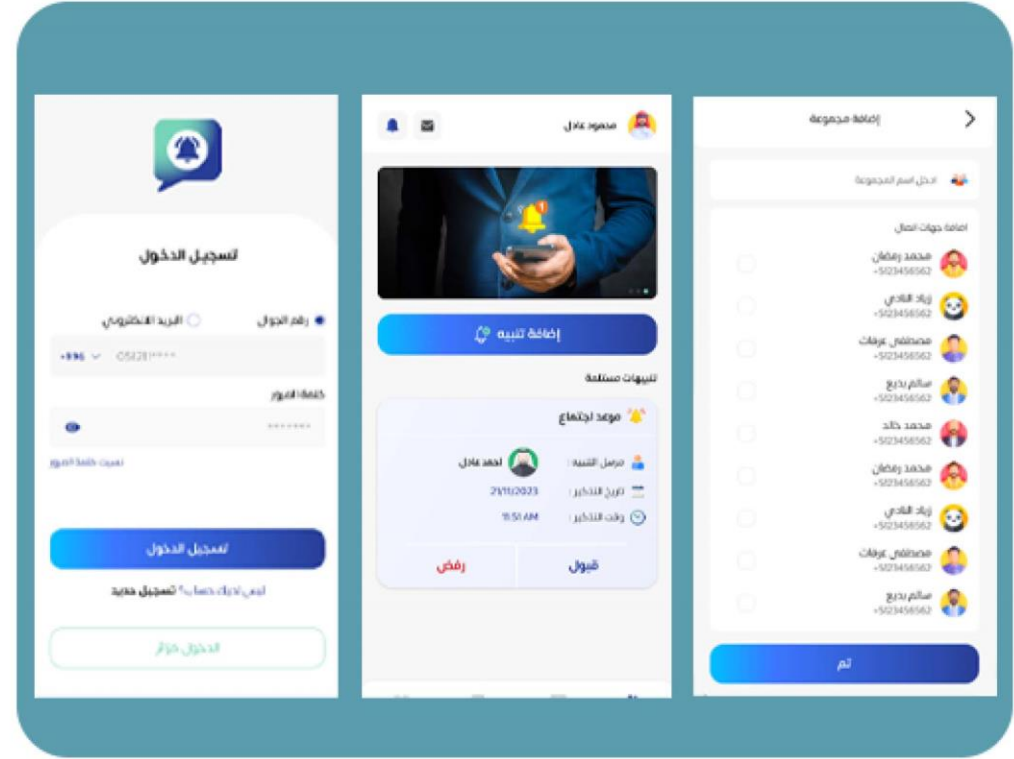 تسجيل الدخول
رقم الجوال
البريد الالكتروني
+996 05128****
كلمة المرور
*******
نسيت كلمة المرور
تسجيل الدخول
ليس لديك حساب؟ تسجيل جديد
الدخول كزائر
محمود عادل
1
إضافة تنبيه
تنبيهات مستلمة
موعد اجتماع
مرسل التنبيه : احمد عادل
تاريخ التذكير : 21/11/2023
وقت التذكير : 11:51 AM
قبول
رفض
إضافة مجموعة
ادخل اسم المجموعة
اضافة جهات اتصال
محمد رمضان
+5123456562
زياد النادي
+5123456562
مصطفى عرفات
+5123456562
سالم بديع
+5123456562
محمد خالد
+5123456562
محمد رمضان
+5123456562
زياد النادي
+5123456562
مصطفى عرفات
+5123456562
سالم بديع
+5123456562
تم